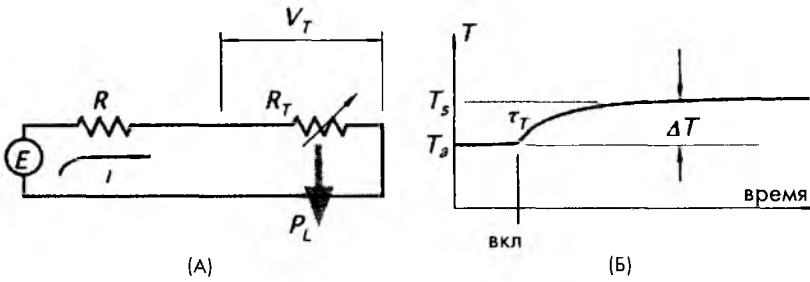 V_T
R
R_T
E
I
P_L
(А)
T
T_s
τ_T
ΔT
T_a
время
вкл
(Б)